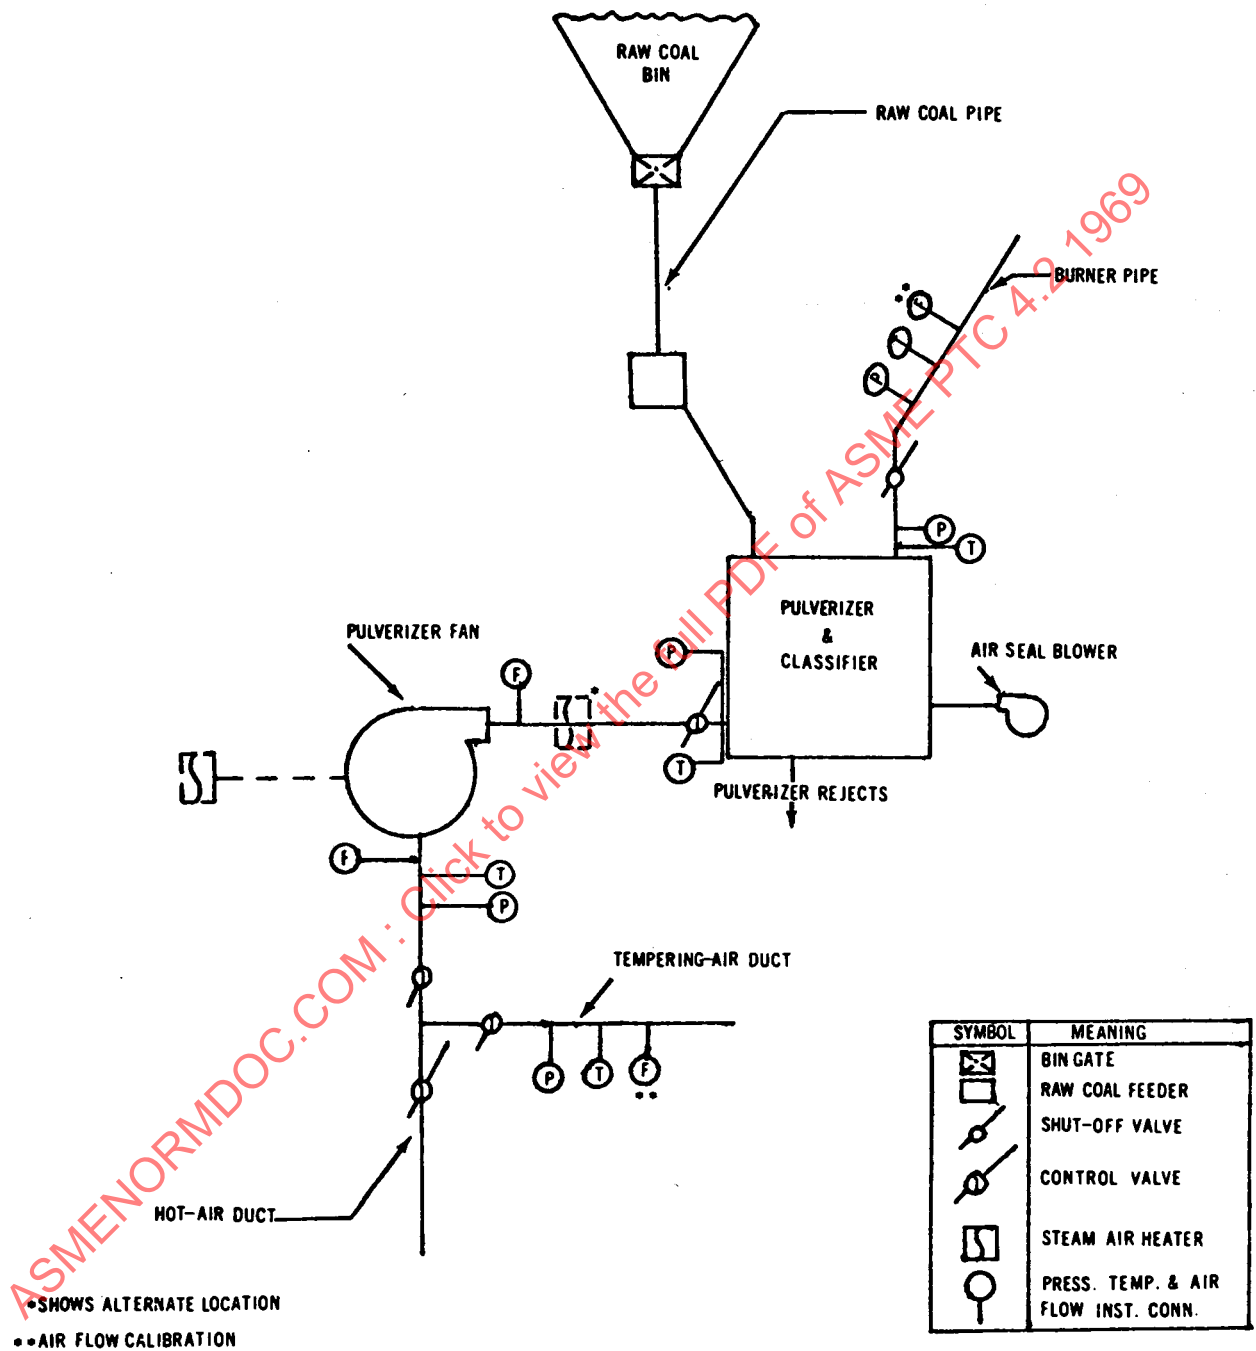 RAW COAL
BIN
RAW COAL PIPE
BURNER PIPE
**
F
P
P
T
PULVERIZER
&
CLASSIFIER
PULVERIZER FAN
AIR SEAL BLOWER
F
*
P
T
PULVERIZER REJECTS
F
T
P
TEMPERING-AIR DUCT
P
T
F
**
HOT-AIR DUCT
SYMBOL MEANING
BIN GATE
RAW COAL FEEDER
SHUT-OFF VALVE
CONTROL VALVE
STEAM AIR HEATER
PRESS. TEMP. & AIR
FLOW INST. CONN.
*SHOWS ALTERNATE LOCATION
**AIR FLOW CALIBRATION
ASMENORMDOC.COM : Click to view the full PDF of ASME PTC 4.2 1969